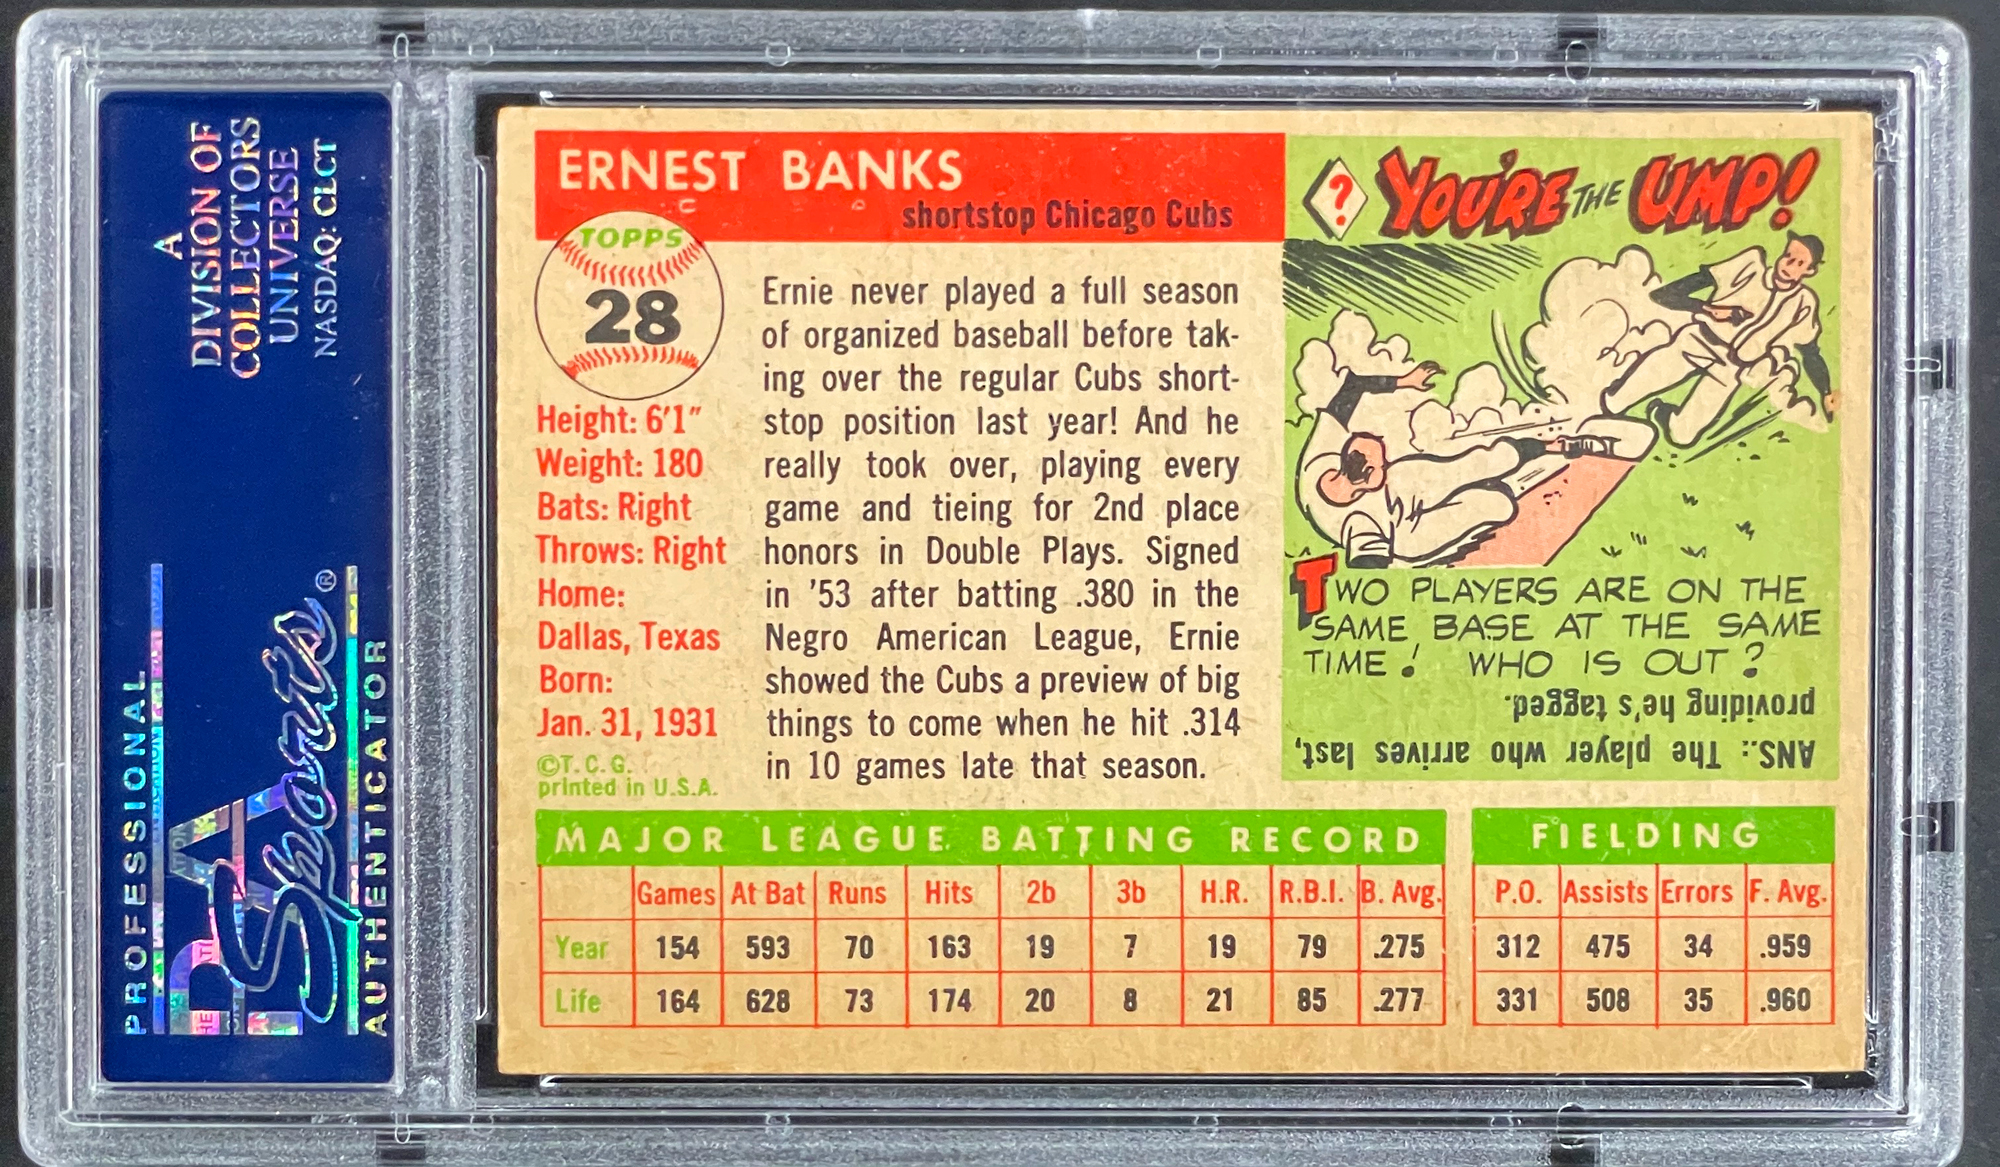 A
DIVISION OF
COLLECTORS
UNIVERSE
NASDAQ: CLCT
PROFESSIONAL
PSA
Sports®
AUTHENTICATOR
ERNEST BANKS
shortstop Chicago Cubs
TOPPS
28
Height: 6'1"
Weight: 180
Bats: Right
Throws: Right
Home:
Dallas, Texas
Born:
Jan. 31, 1931
©T. C. G.
printed in U.S.A.
Ernie never played a full season
of organized baseball before tak-
ing over the regular Cubs short-
stop position last year! And he
really took over, playing every
game and tieing for 2nd place
honors in Double Plays. Signed
in '53 after batting .380 in the
Negro American League, Ernie
showed the Cubs a preview of big
things to come when he hit .314
in 10 games late that season.
? YOU'RE THE UMP!
TWO PLAYERS ARE ON THE
SAME BASE AT THE SAME
TIME! WHO IS OUT?
ANS.: The player who arrives last,
providing he's tagged.
MAJOR LEAGUE BATTING RECORD
Games At Bat Runs Hits 2b 3b H.R. R.B.I. B. Avg.
Year 154 593 70 163 19 7 19 79 .275
Life 164 628 73 174 20 8 21 85 .277
FIELDING
P.O. Assists Errors F. Avg.
312 475 34 .959
331 508 35 .960